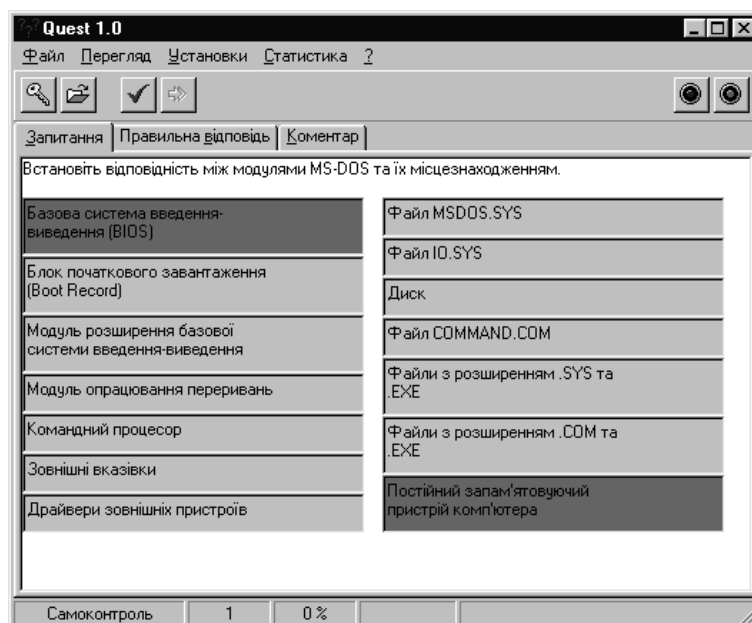 Quest 1.0
Файл Перегляд Установки Статистика ?
Запитання Правильна відповідь Коментар
Встановіть відповідність між модулями MS-DOS та їх місцезнаходженням.
Базова система введення-
виведення (BIOS)
Блок початкового завантаження
(Boot Record)
Модуль розширення базової
системи введення-виведення
Модуль опрацювання переривань
Командний процесор
Зовнішні вказівки
Драйвери зовнішніх пристроїв
Файл MSDOS.SYS
Файл IO.SYS
Диск
Файл COMMAND.COM
Файли з розширенням .SYS та
.EXE
Файли з розширенням .COM та
.EXE
Постійний запам'ятовуючий
пристрій комп'ютера
Самоконтроль 1 0 %